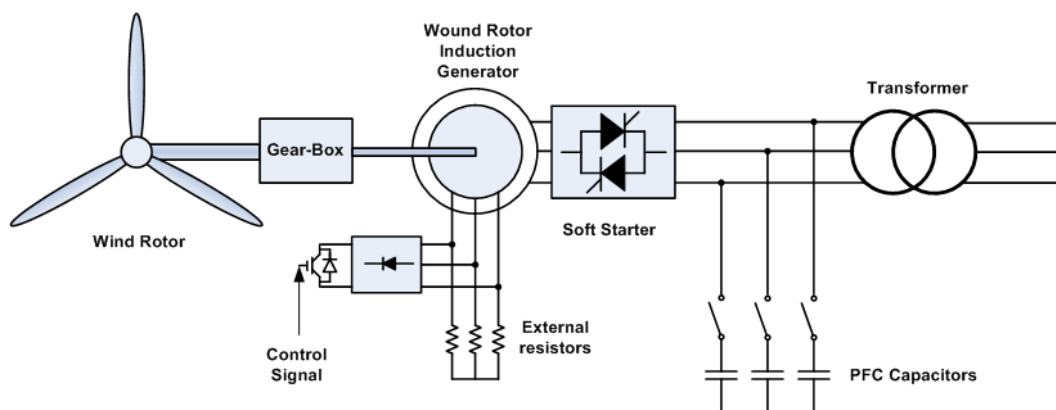 Wound Rotor
Induction
Generator
Transformer
Gear-Box
Wind Rotor
Soft Starter
External
resistors
Control
Signal
PFC Capacitors